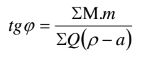 tgφ = ΣM.m / ΣQ(ρ − a)